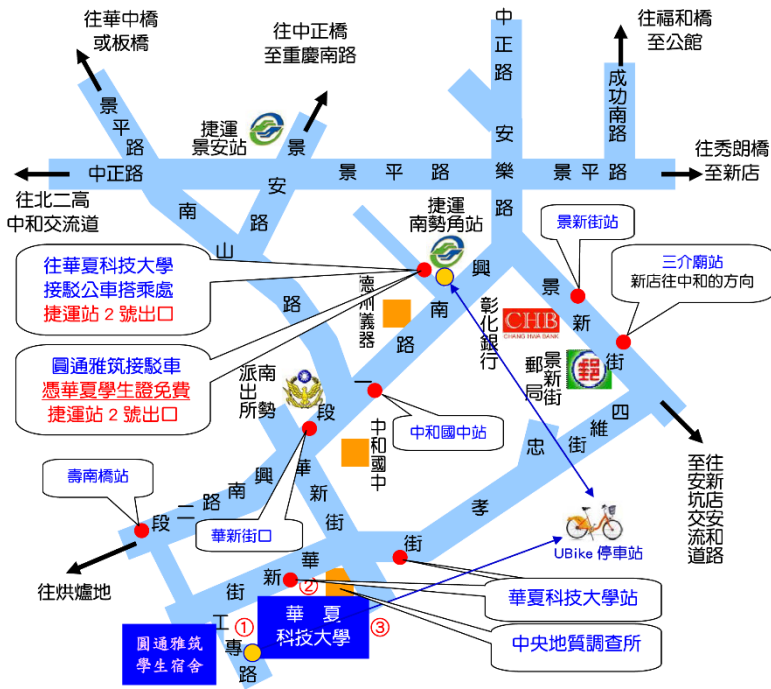 往華中橋
或板橋
往中正橋
至重慶南路
中正路
往福和橋
至公館
成功南路
景平路
捷運
景安站
景安路
安樂路
中正路
景平路
景平路
往秀朗橋
至新店
往北二高
中和交流道
南山路
捷運
南勢角站
景新街站
三介廟站
新店往中和的方向
往華夏科技大學
接駁公車搭乘處
捷運站 2 號出口
德州義器
興南路一段
彰化銀行
CHB
CHANG HWA BANK
景新街
圓通雅筑接駁車
憑華夏學生證免費
捷運站 2 號出口
南勢
派出所
景新街
郵局
郵
中和國中站
中和國中
四維街
忠孝街
往新店安和路
至安坑交流道
壽南橋站
興南路二段
華新街
華新街口
UBike 停車站
往烘爐地
華新街
②
華夏科技大學站
①
華 夏
科技大學
③
中央地質調查所
工專路
圓通雅筑
學生宿舍